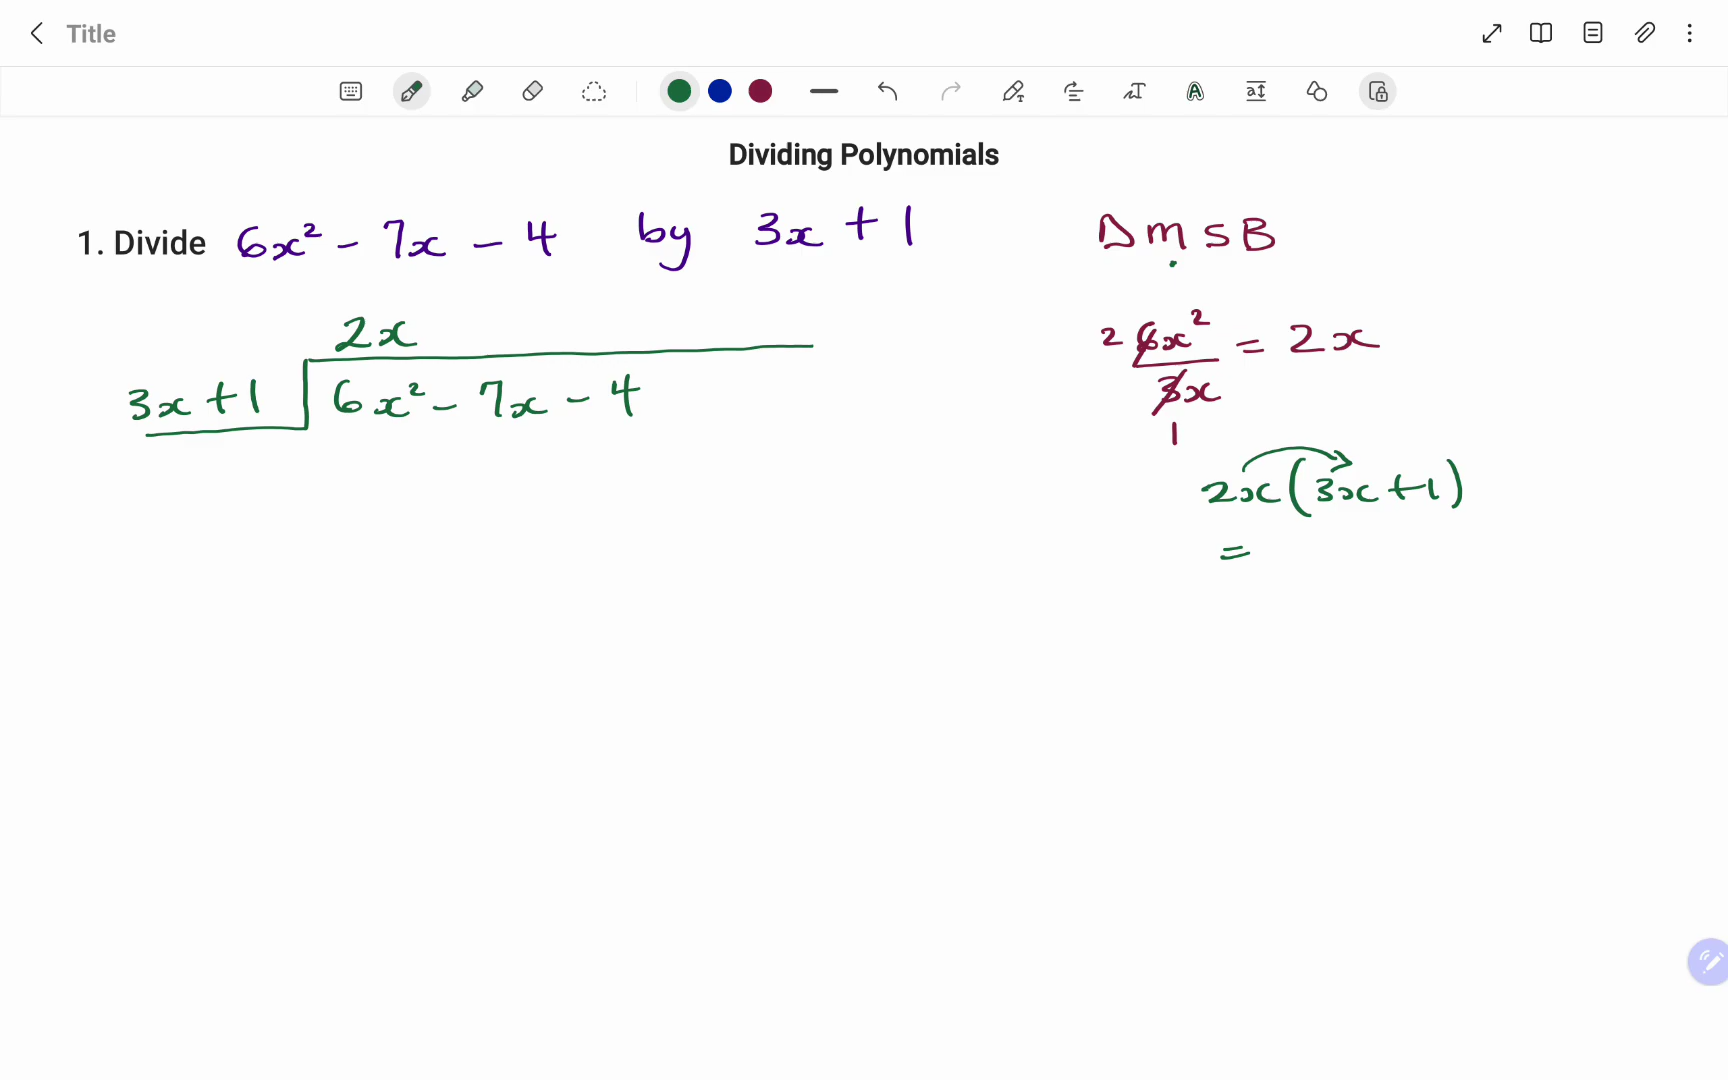 Title
Dividing Polynomials
1. Divide 6x² - 7x - 4 by 3x + 1
D m S B
2x
3x + 1 6x² - 7x - 4
2 6x² = 2x
3x
1
2x(3x+1)
=